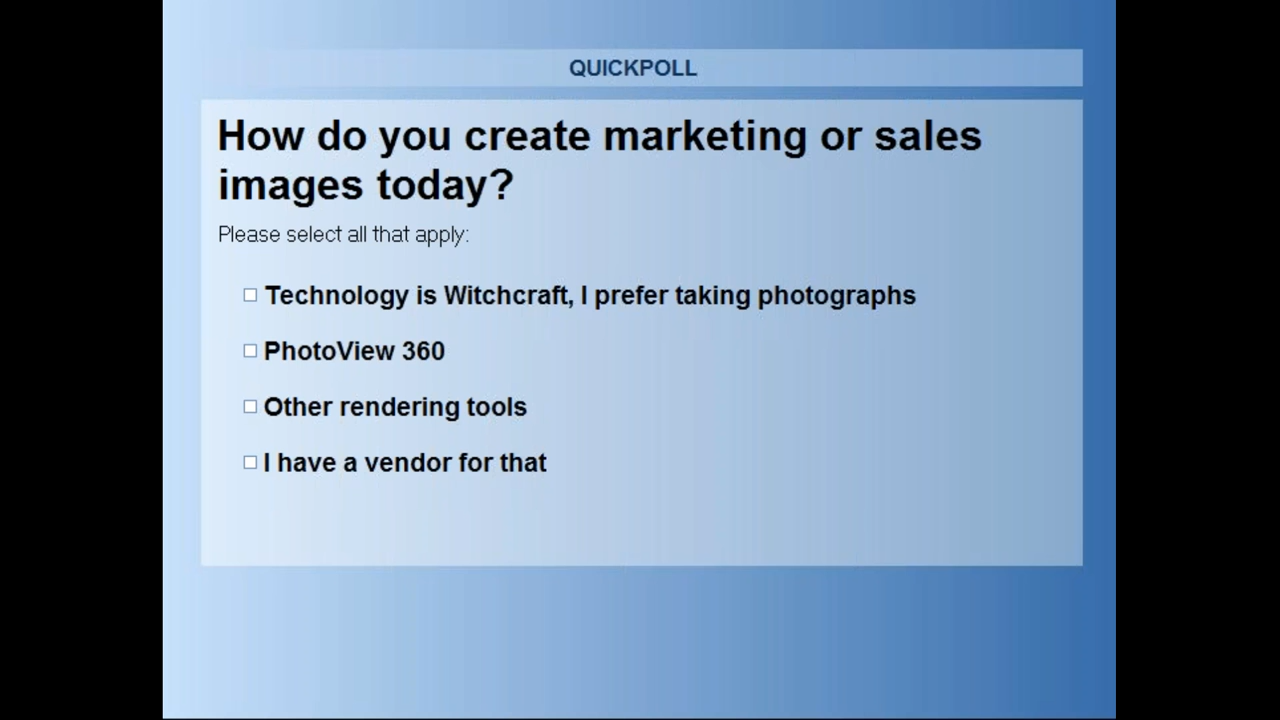 QUICKPOLL
How do you create marketing or sales
images today?
Please select all that apply:
Technology is Witchcraft, I prefer taking photographs
PhotoView 360
Other rendering tools
I have a vendor for that